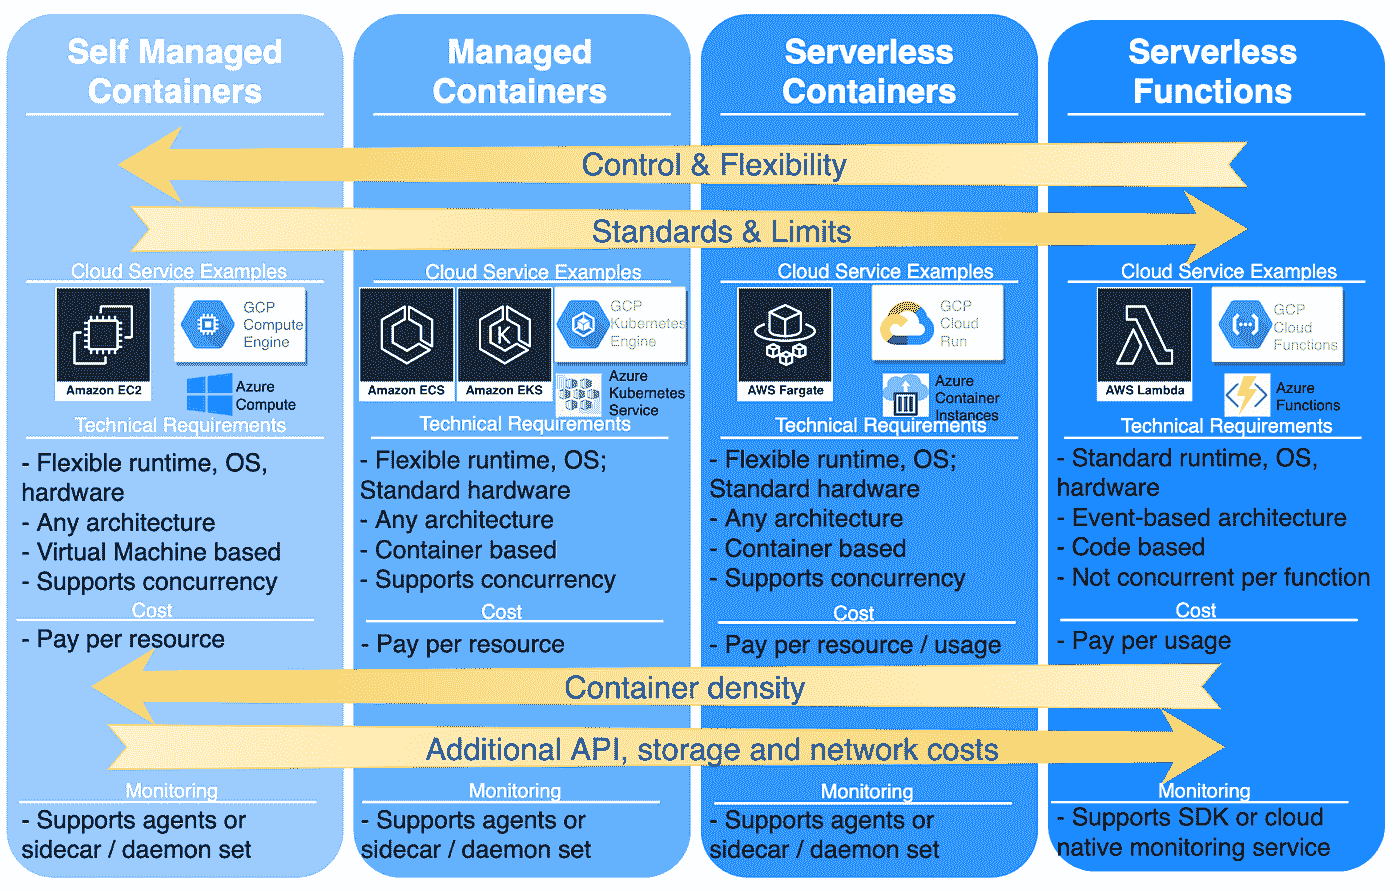 Self Managed
Containers
Managed
Containers
Serverless
Containers
Serverless
Functions
Control & Flexibility
Standards & Limits
Cloud Service Examples
Amazon EC2
GCP
Compute
Engine
Azure
Compute
Technical Requirements
- Flexible runtime, OS,
hardware
- Any architecture
- Virtual Machine based
- Supports concurrency
Cost
- Pay per resource
Cloud Service Examples
Amazon ECS
K
Amazon EKS
GCP
Kubernetes
Engine
Azure
Kubernetes
Service
Technical Requirements
- Flexible runtime, OS;
Standard hardware
- Any architecture
- Container based
- Supports concurrency
Cost
- Pay per resource
Cloud Service Examples
AWS Fargate
GCP
Cloud
Run
Azure
Container
Instances
Technical Requirements
- Flexible runtime, OS;
Standard hardware
- Any architecture
- Container based
- Supports concurrency
Cost
- Pay per resource / usage
Cloud Service Examples
AWS Lambda
GCP
Cloud
Functions
Azure
Functions
Technical Requirements
- Standard runtime, OS,
hardware
- Event-based architecture
- Code based
- Not concurrent per function
Cost
- Pay per usage
Container density
Additional API, storage and network costs
Monitoring
- Supports agents or
sidecar / daemon set
Monitoring
- Supports agents or
sidecar / daemon set
Monitoring
- Supports agents or
sidecar / daemon set
Monitoring
- Supports SDK or cloud
native monitoring service